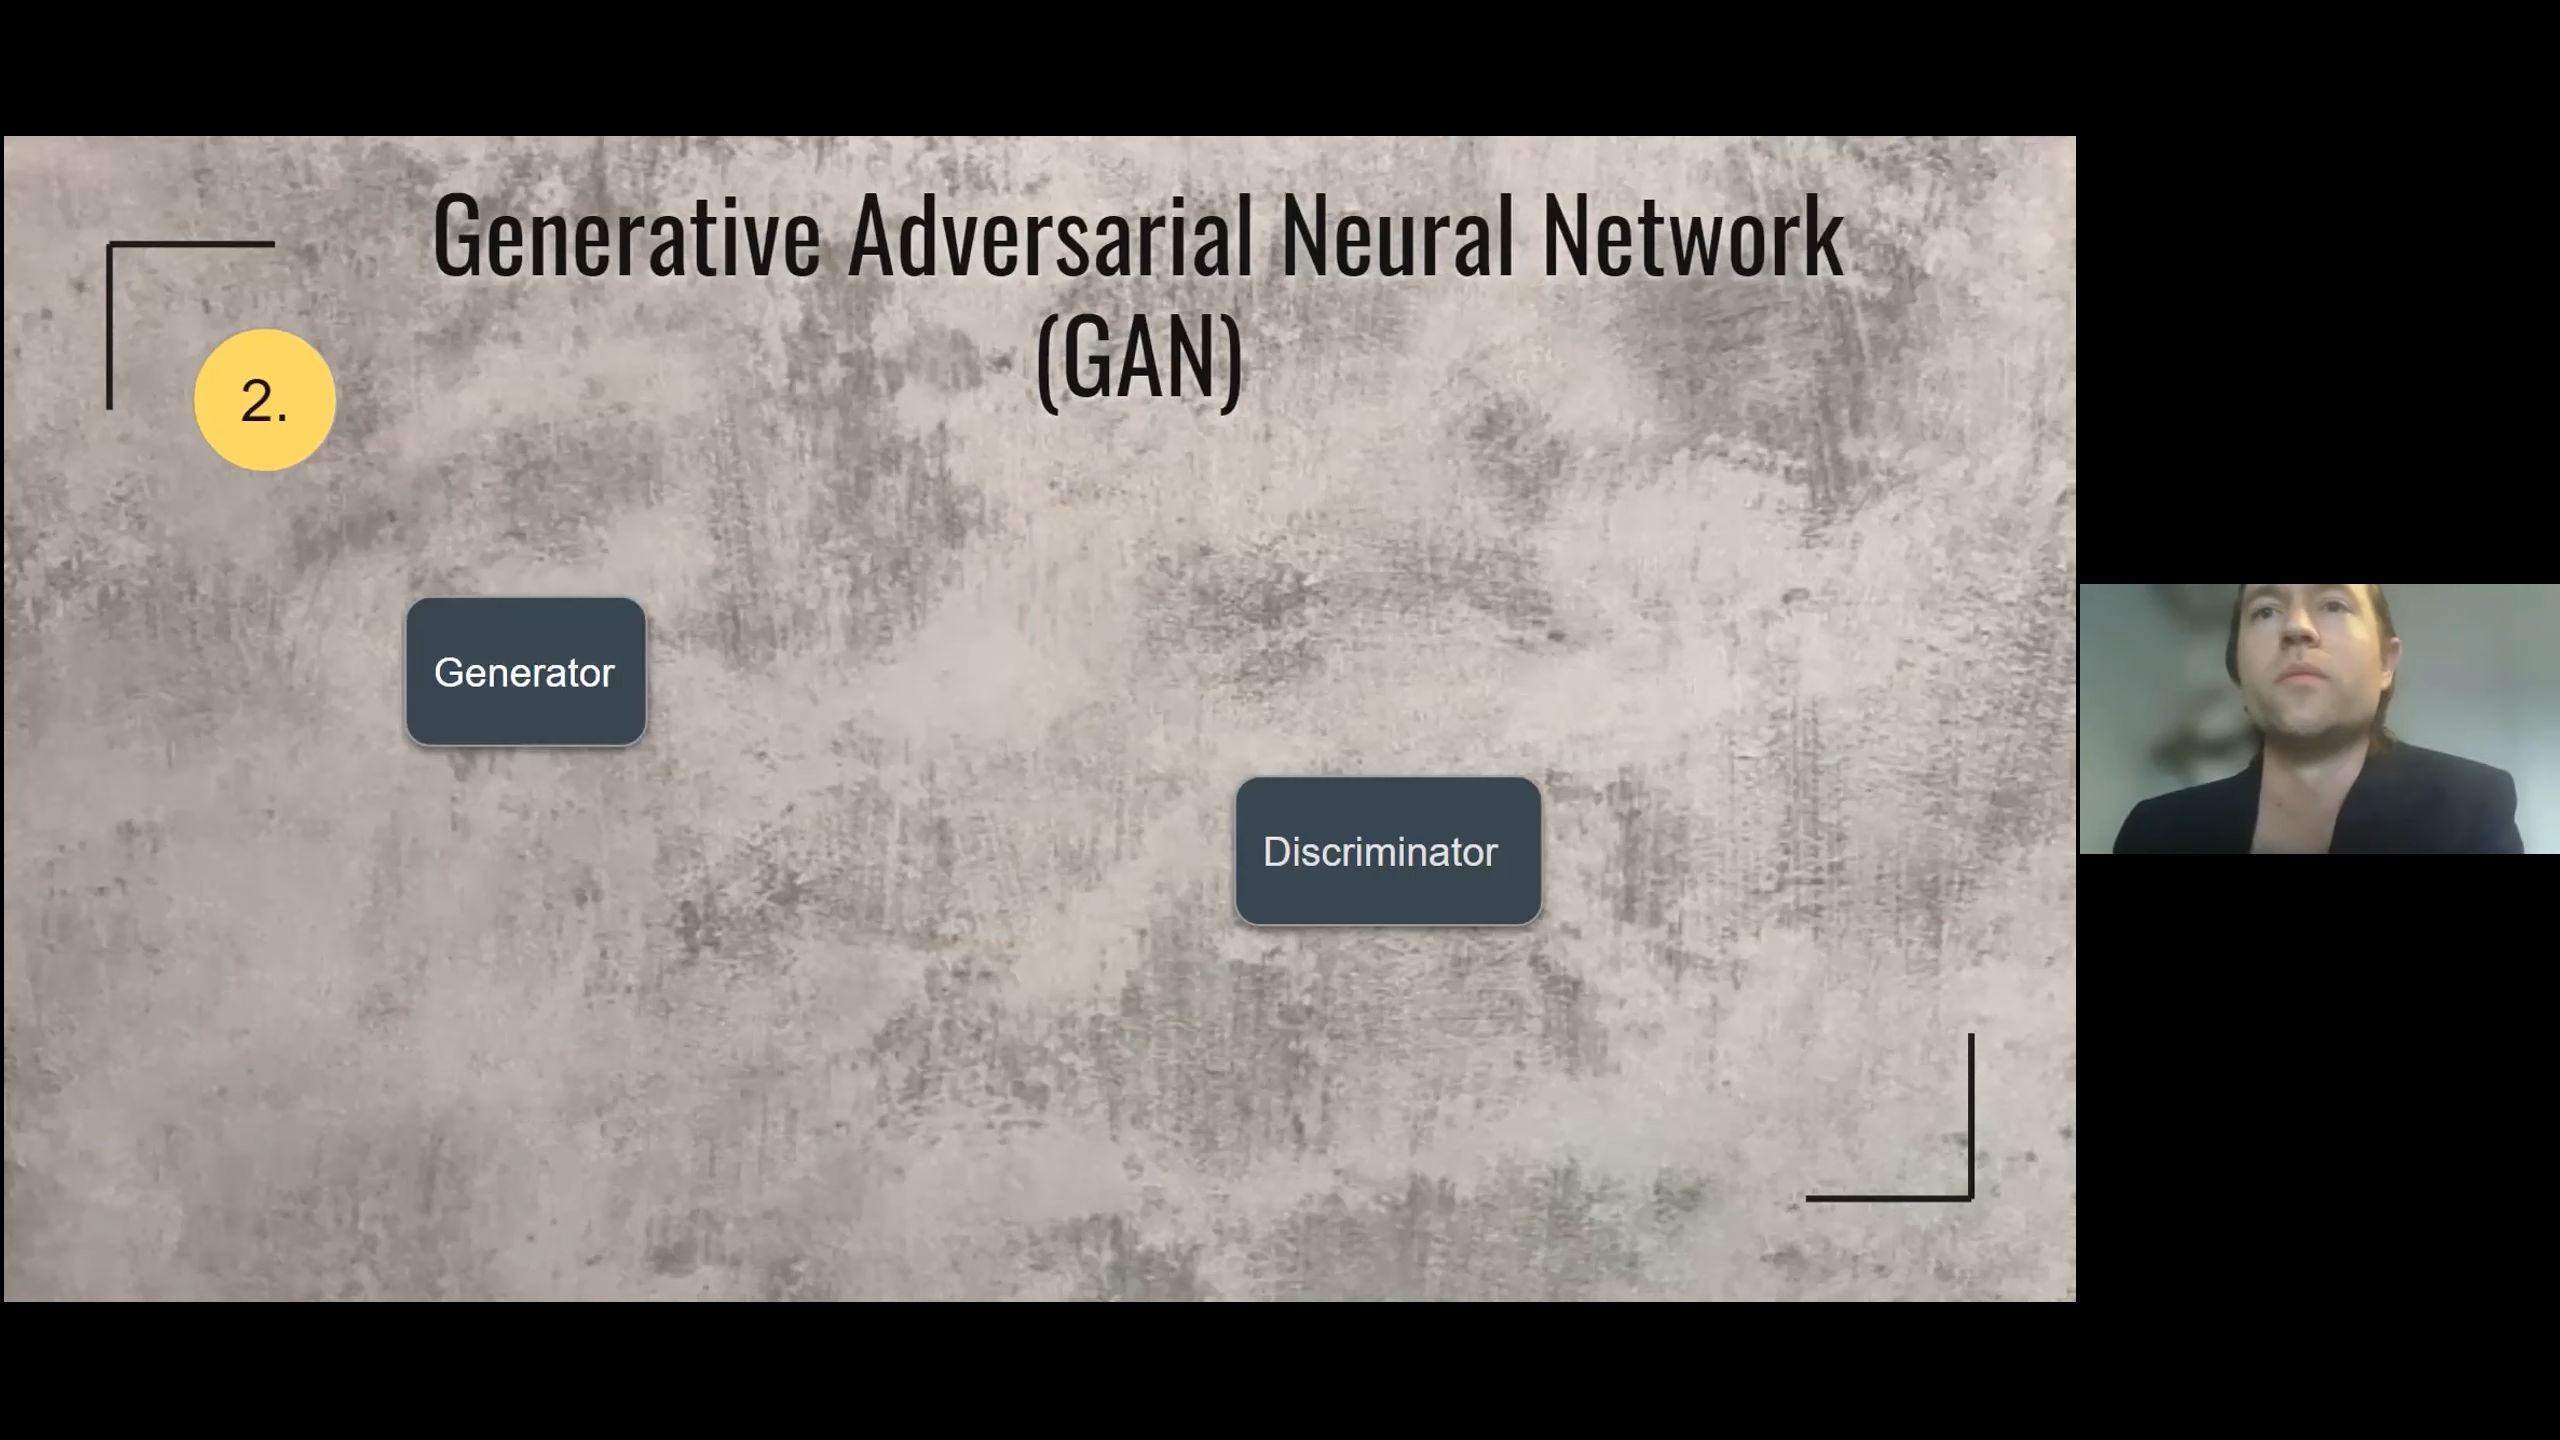 Generative Adversarial Neural Network
(GAN)
2.
Generator
Discriminator